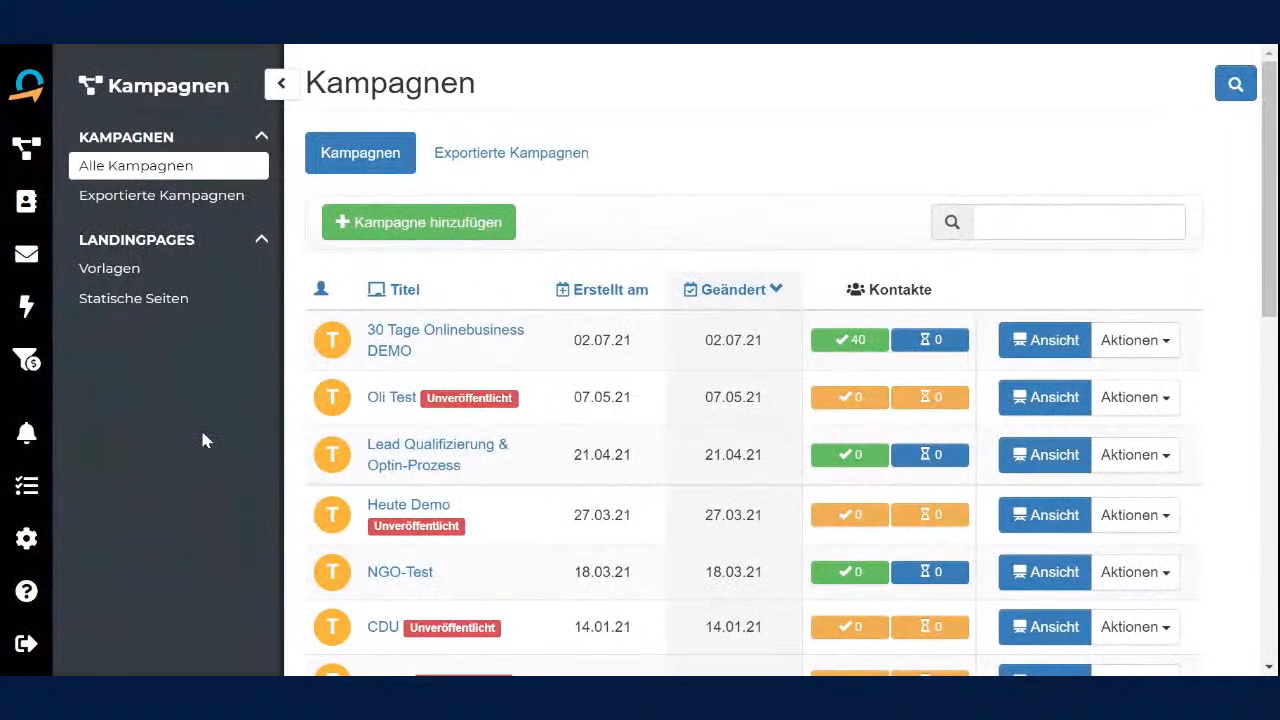 Kampagnen
KAMPAGNEN
Alle Kampagnen
Exportierte Kampagnen
LANDINGPAGES
Vorlagen
Statische Seiten
Kampagnen
Kampagnen Exportierte Kampagnen
Kampagne hinzufügen
Titel Erstellt am Geändert Kontakte
T 30 Tage Onlinebusiness
DEMO 02.07.21 02.07.21 40 0 Ansicht Aktionen
T Oli Test Unveröffentlicht 07.05.21 07.05.21 0 0 Ansicht Aktionen
T Lead Qualifizierung &
Optin-Prozess 21.04.21 21.04.21 0 0 Ansicht Aktionen
T Heute Demo
Unveröffentlicht 27.03.21 27.03.21 0 0 Ansicht Aktionen
T NGO-Test 18.03.21 18.03.21 0 0 Ansicht Aktionen
T CDU Unveröffentlicht 14.01.21 14.01.21 0 0 Ansicht Aktionen